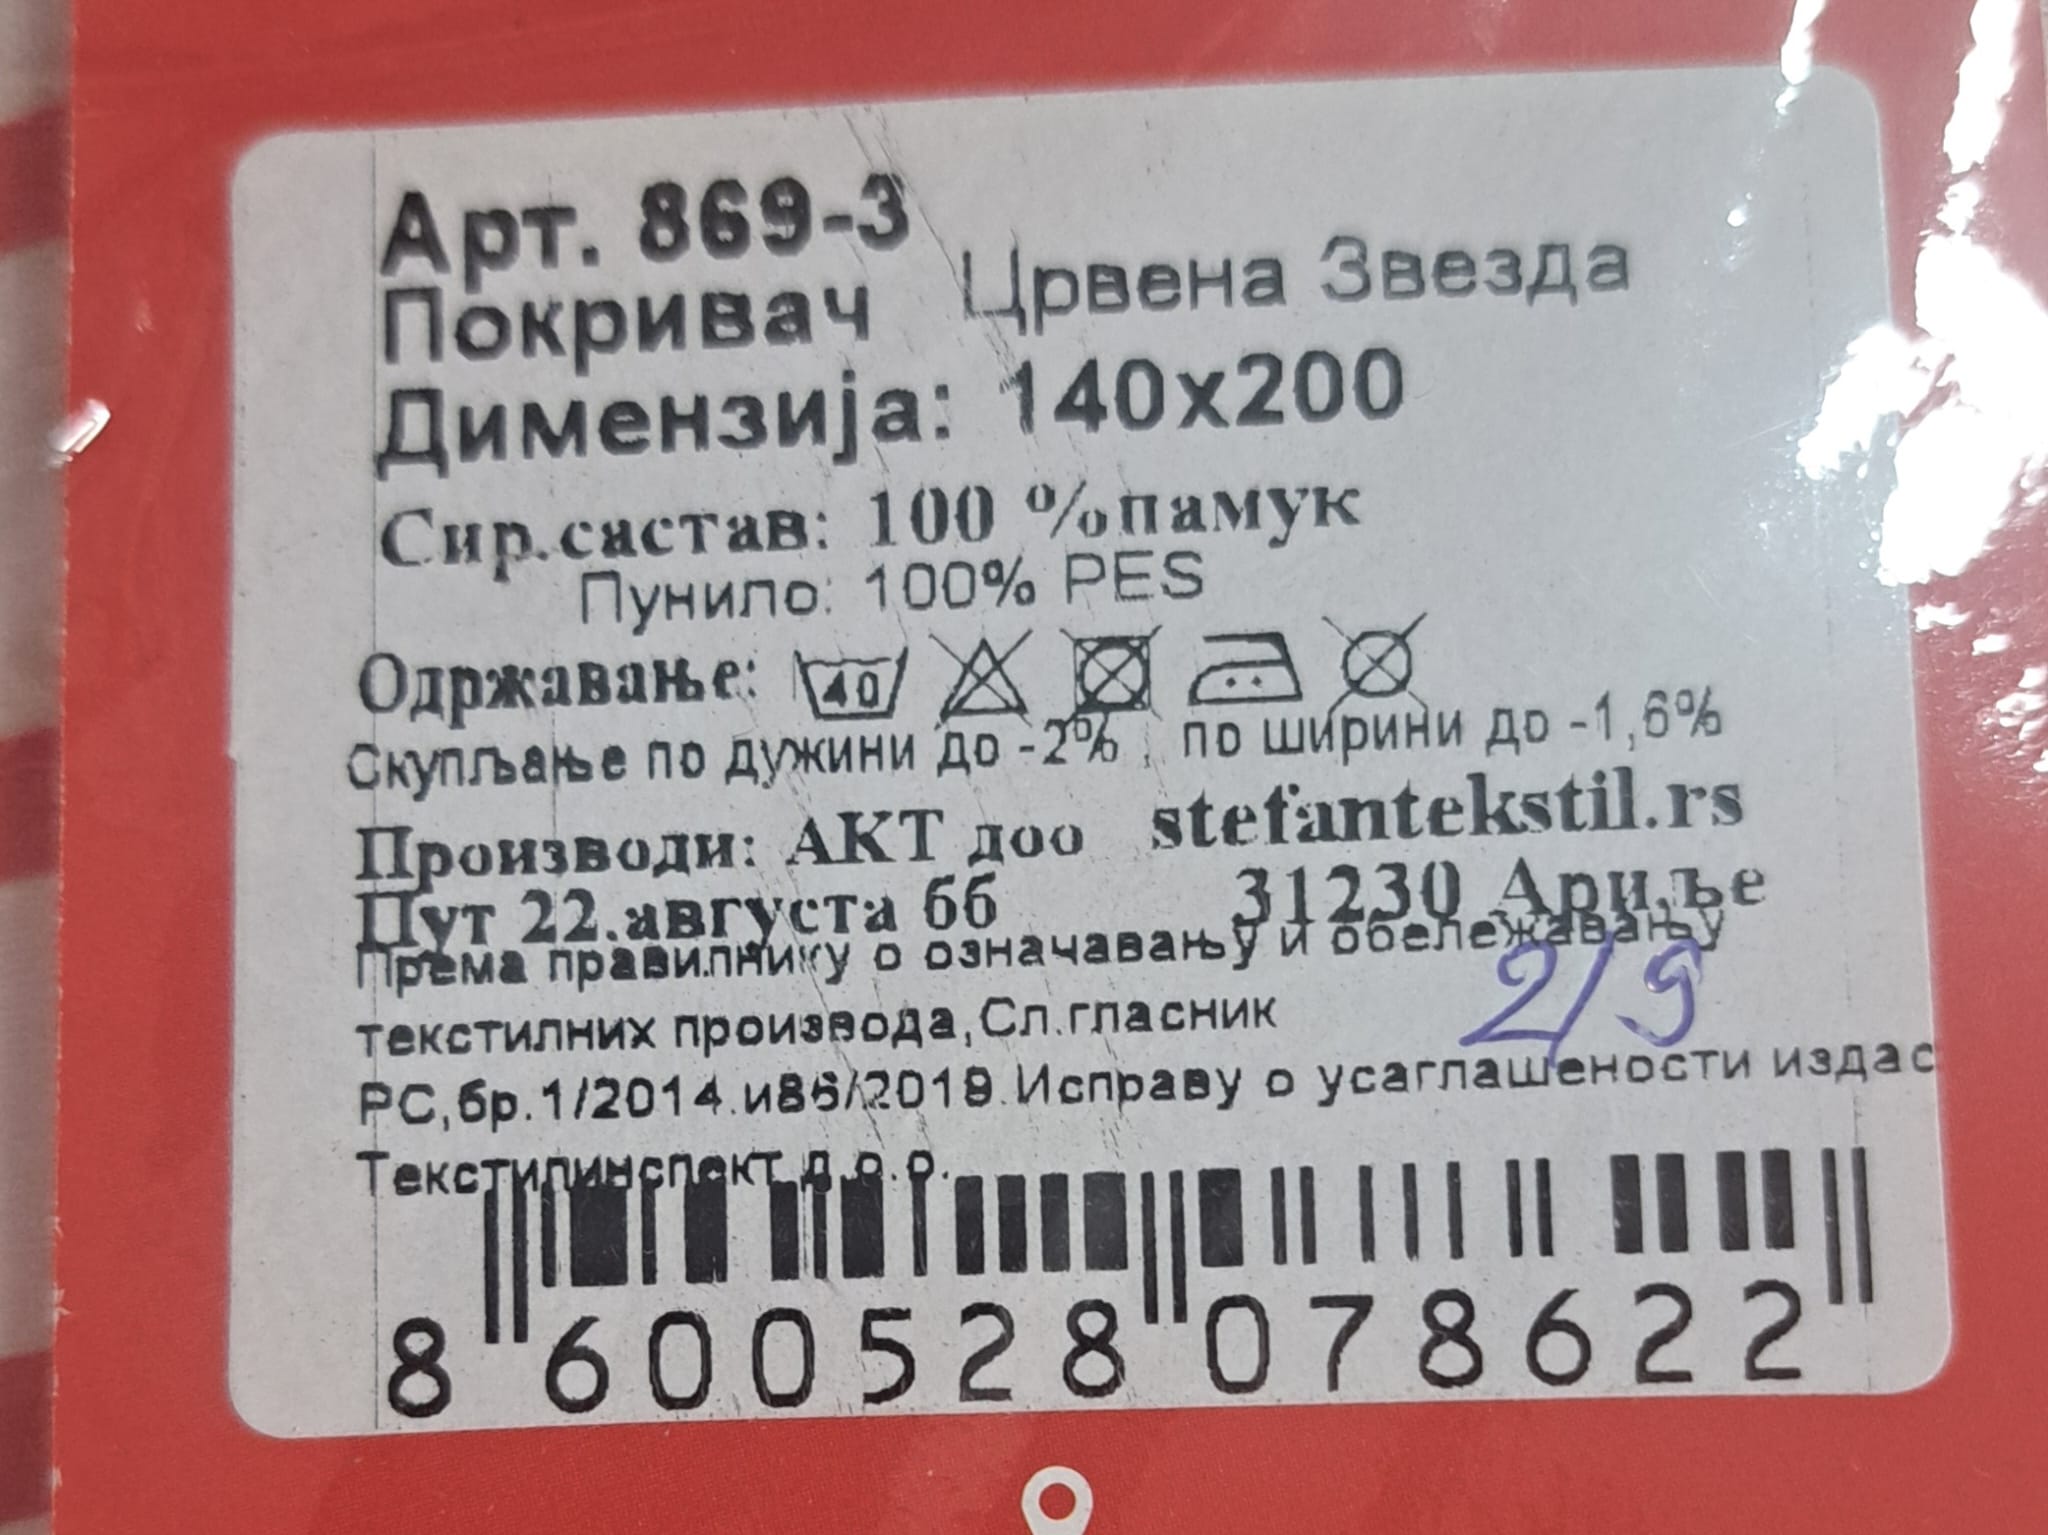 Арт. 869-3
Покривач Црвена Звезда
Димензија: 140x200
Сир.састав: 100 %памук
Пунило: 100% PES
Одржавање: 40
Скупљање по дужини до -2% , по ширини до -1,6%
Производи: АКТ доо stefantekstil.rs
Пут 22.августа бб 31230 Ариље
Према правилнику о означавању и обележавању
2/9
текстилних производа,Сл.гласник
РС,бр.1/2014.и86/2019.Исправу о усаглашености издас
Текстилинспект д.о.о.
8 600528 078622